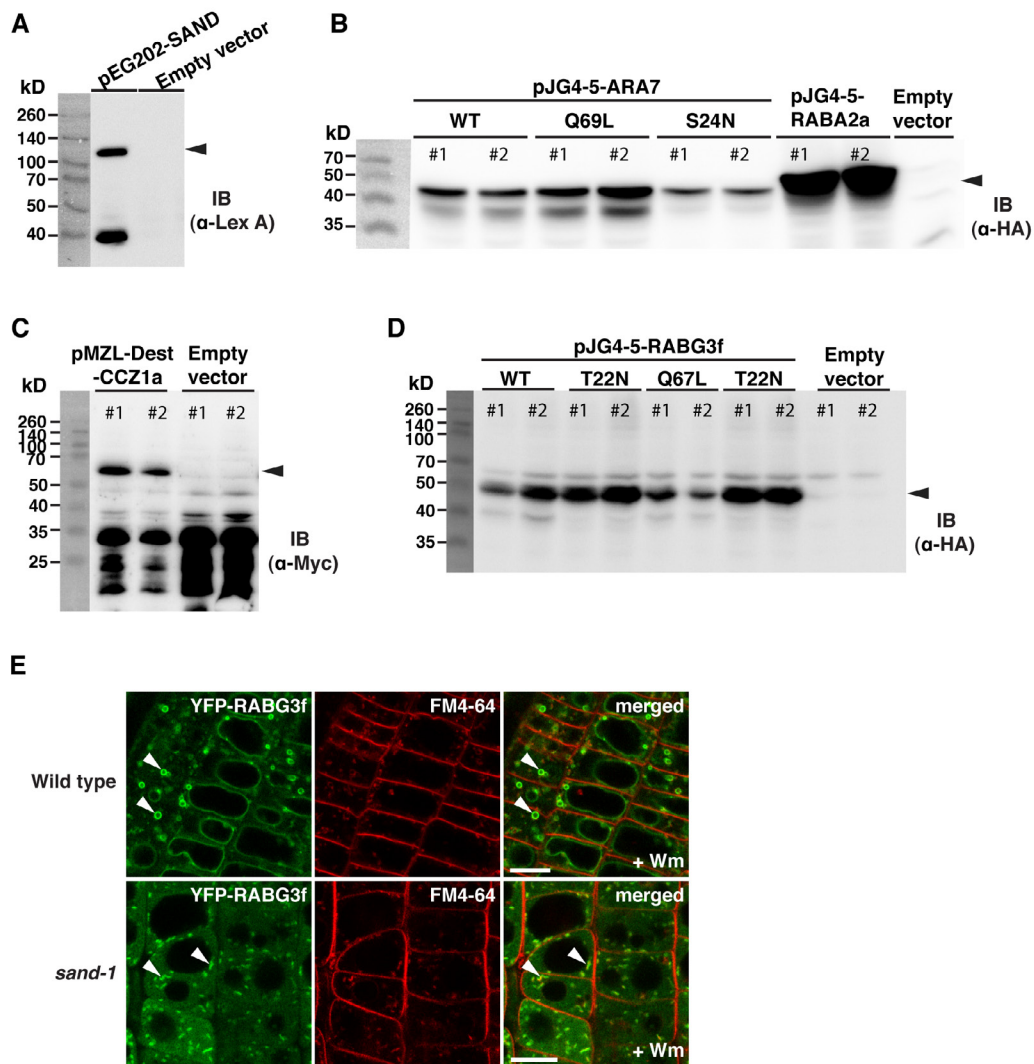 A
pEG202-SAND
Empty vector
kD
260
140
100
70
50
40
IB
(α-Lex A)
B
pJG4-5-ARA7
pJG4-5-
RABA2a
Empty
vector
WT
Q69L
S24N
kD
#1
#2
#1
#2
#1
#2
#1
#2
70
50
40
35
IB
(α-HA)
C
pMZL-Dest
-CCZ1a
Empty
vector
kD
#1
#2
#1
#2
260
140
100
70
50
40
35
25
IB
(α-Myc)
D
pJG4-5-RABG3f
Empty
vector
WT
T22N
Q67L
T22N
kD
#1
#2
#1
#2
#1
#2
#1
#2
#1
#2
260
140
100
70
50
40
35
IB
(α-HA)
E
YFP-RABG3f
FM4-64
merged
Wild type
+ Wm
YFP-RABG3f
FM4-64
merged
sand-1
+ Wm